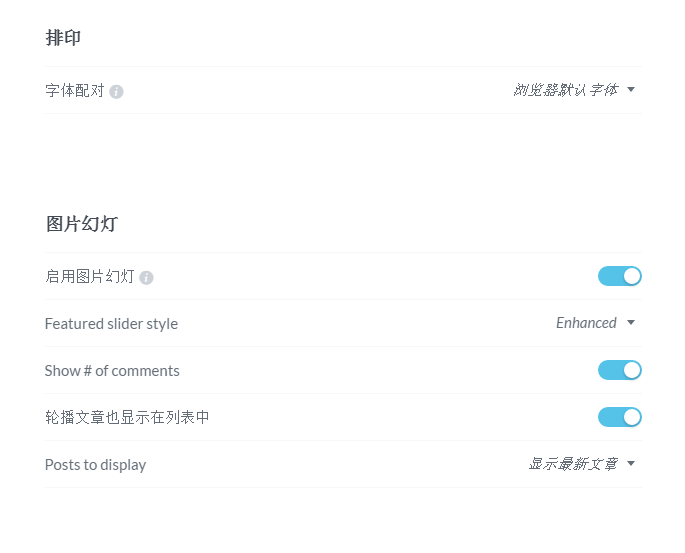 排印
字体配对
浏览器默认字体
图片幻灯
启用图片幻灯
Featured slider style
Enhanced
Show # of comments
轮播文章也显示在列表中
Posts to display
显示最新文章